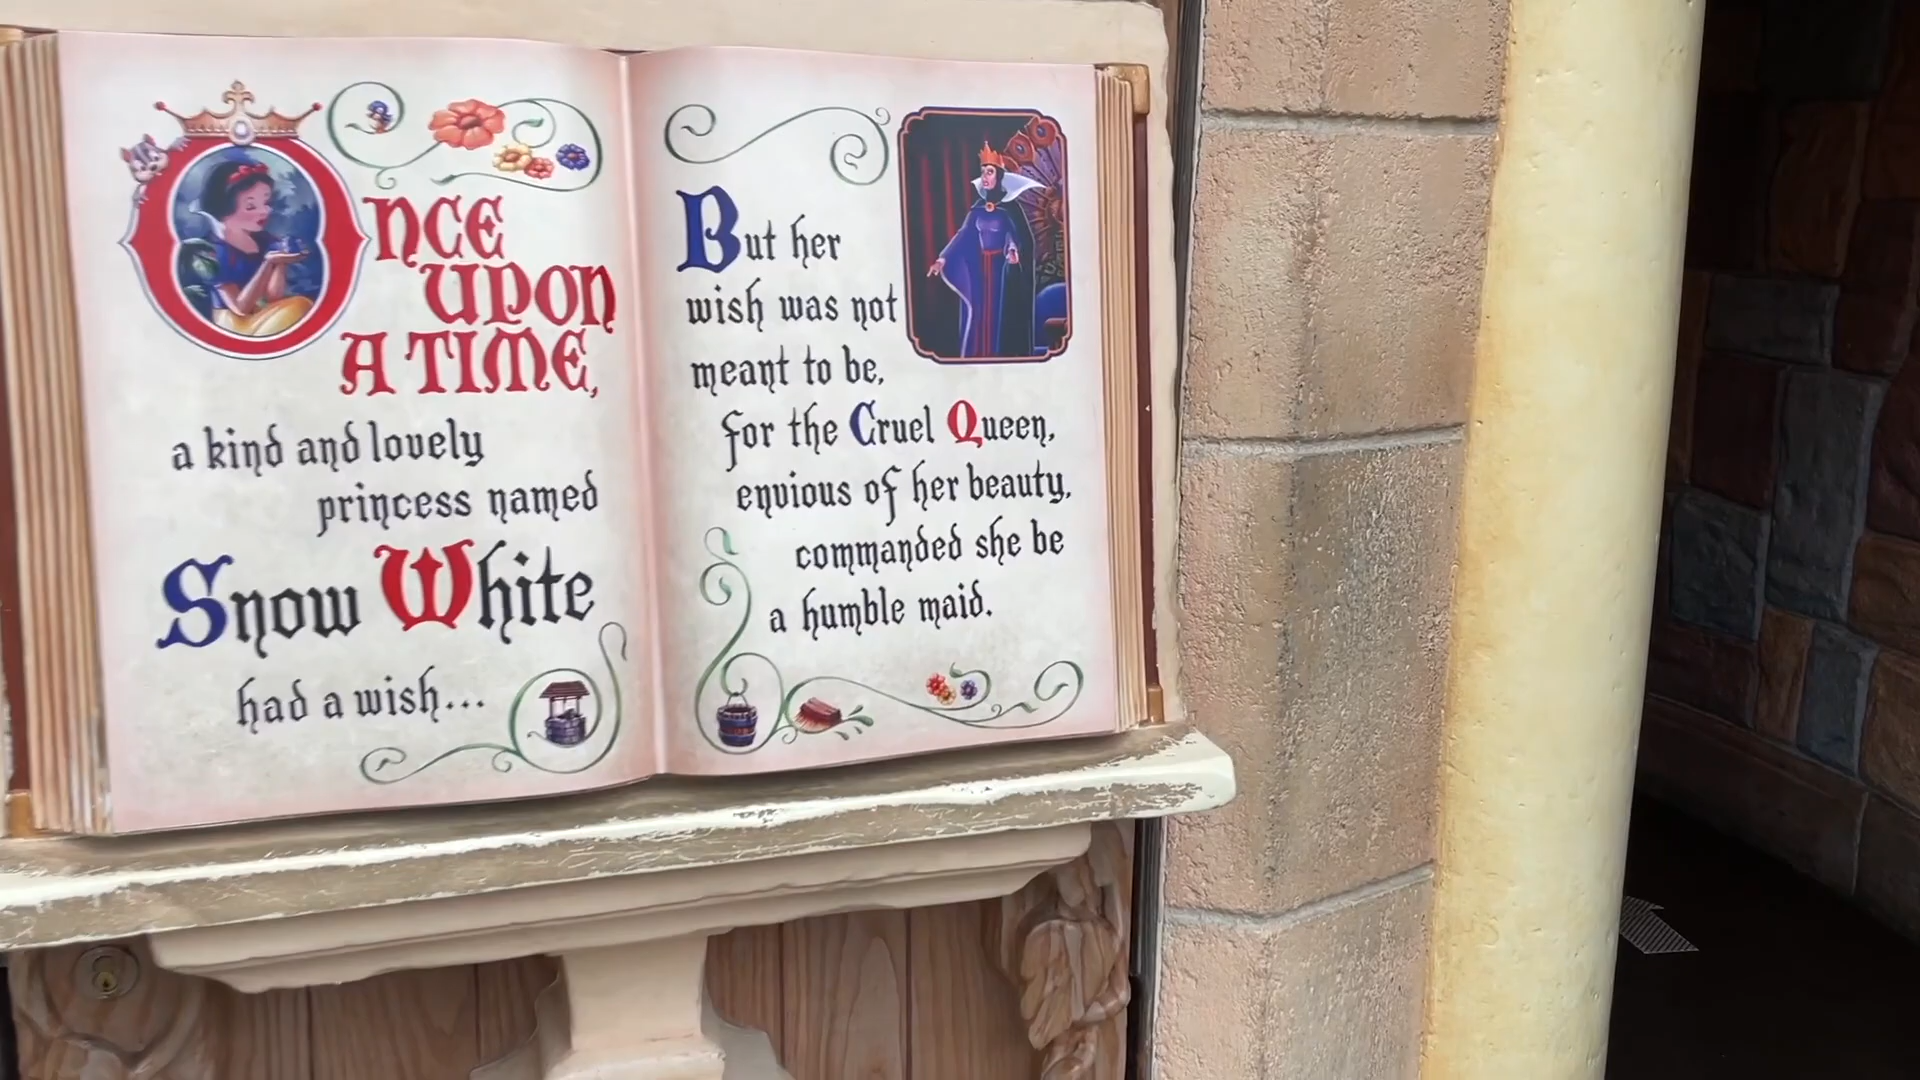 Once
upon
a time,
a kind and lovely
princess named
Snow White
had a wish...
But her
wish was not
meant to be,
for the Cruel Queen,
envious of her beauty,
commanded she be
a humble maid.